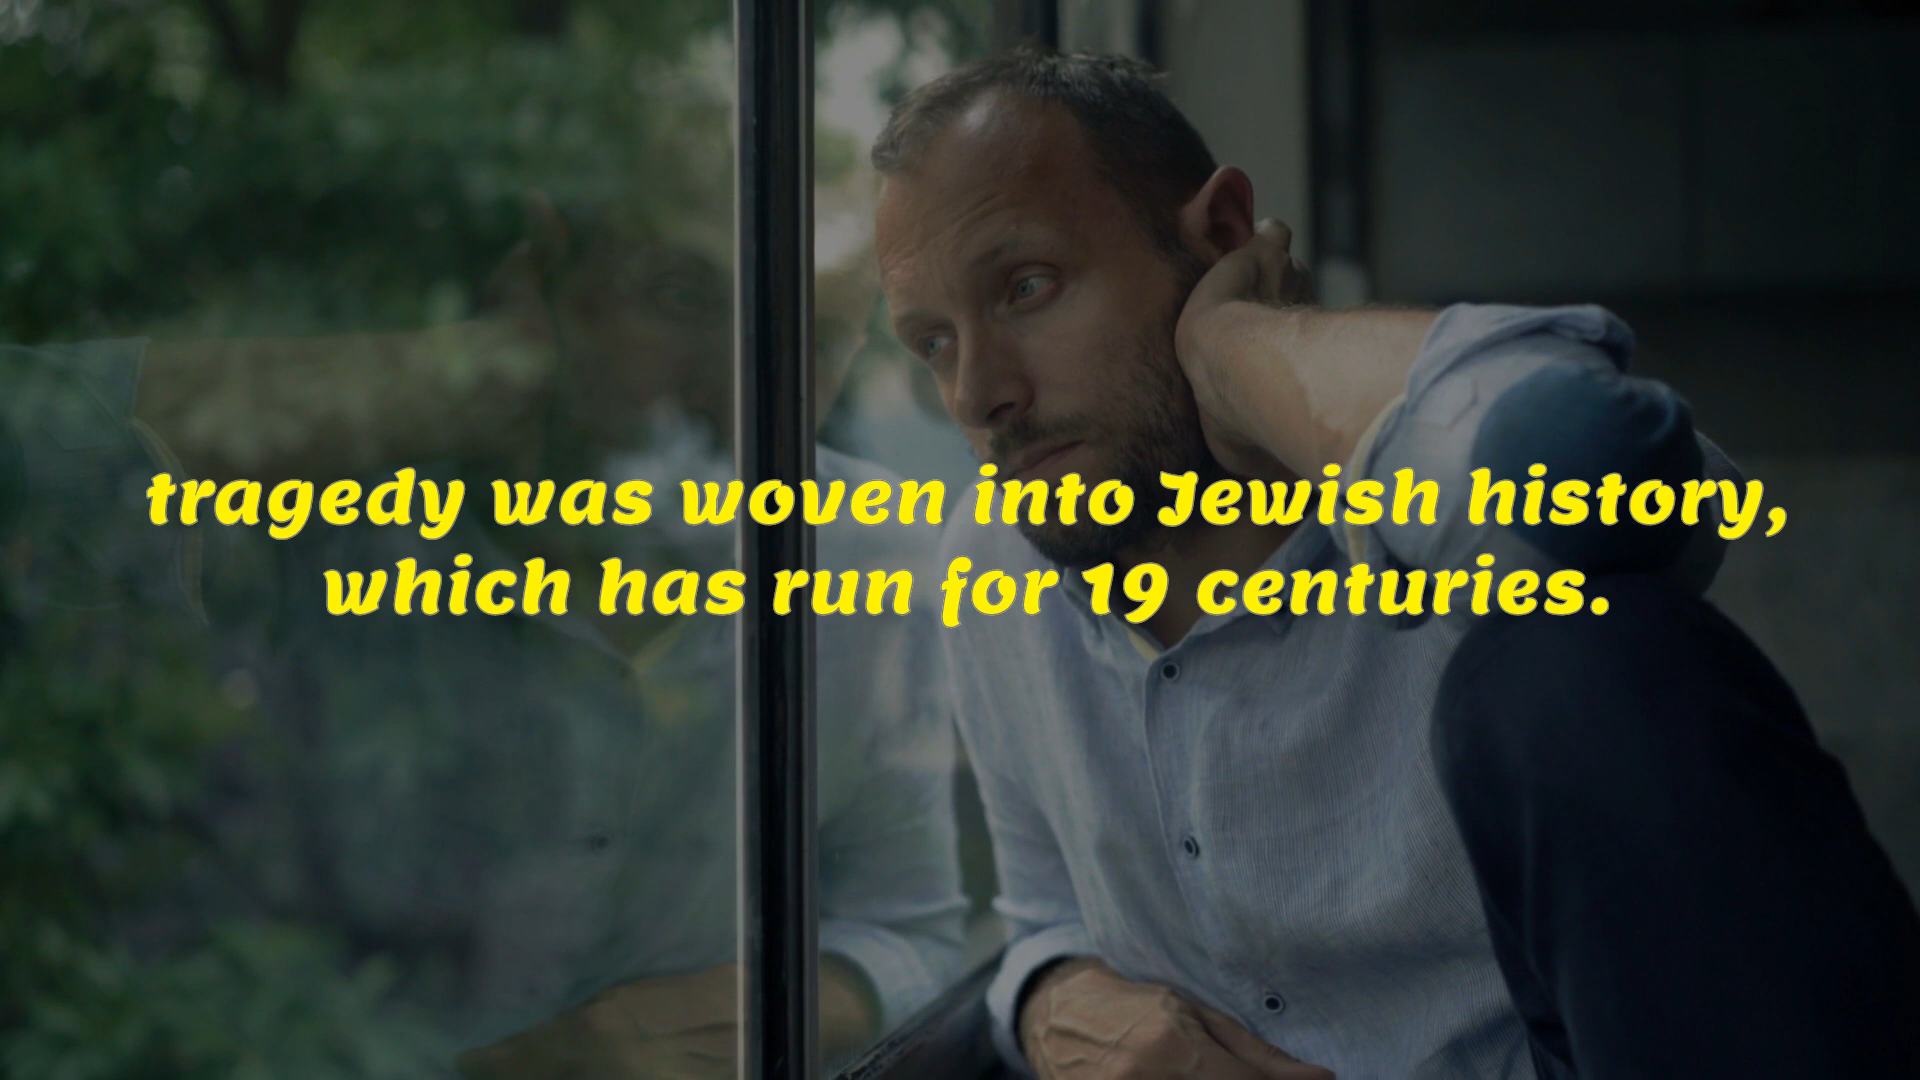 tragedy was woven into Jewish history,
which has run for 19 centuries.